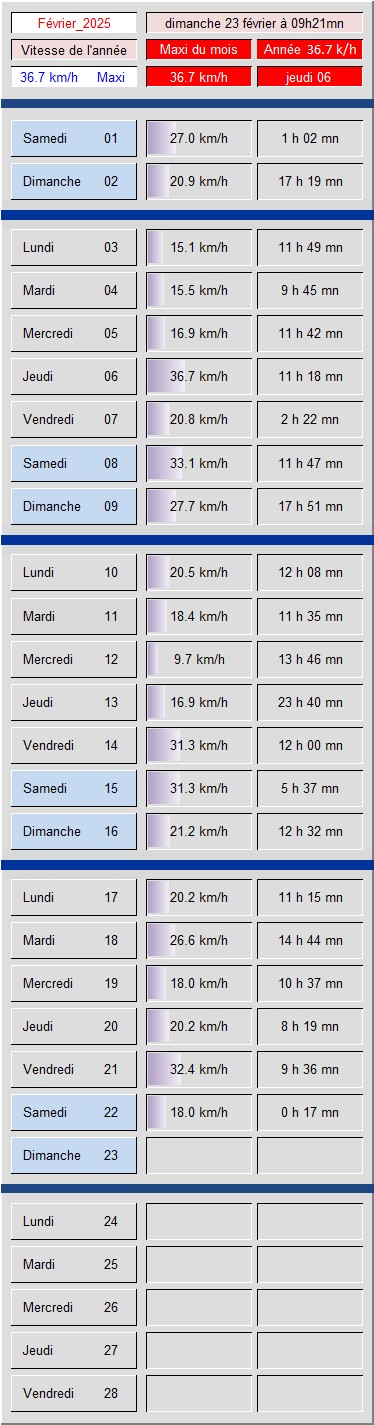 Février_2025 dimanche 23 février à 09h21mn
Vitesse de l'année Maxi du mois Année 36.7 k/h
36.7 km/h Maxi 36.7 km/h jeudi 06
Samedi 01 27.0 km/h 1 h 02 mn
Dimanche 02 20.9 km/h 17 h 19 mn
Lundi 03 15.1 km/h 11 h 49 mn
Mardi 04 15.5 km/h 9 h 45 mn
Mercredi 05 16.9 km/h 11 h 42 mn
Jeudi 06 36.7 km/h 11 h 18 mn
Vendredi 07 20.8 km/h 2 h 22 mn
Samedi 08 33.1 km/h 11 h 47 mn
Dimanche 09 27.7 km/h 17 h 51 mn
Lundi 10 20.5 km/h 12 h 08 mn
Mardi 11 18.4 km/h 11 h 35 mn
Mercredi 12 9.7 km/h 13 h 46 mn
Jeudi 13 16.9 km/h 23 h 40 mn
Vendredi 14 31.3 km/h 12 h 00 mn
Samedi 15 31.3 km/h 5 h 37 mn
Dimanche 16 21.2 km/h 12 h 32 mn
Lundi 17 20.2 km/h 11 h 15 mn
Mardi 18 26.6 km/h 14 h 44 mn
Mercredi 19 18.0 km/h 10 h 37 mn
Jeudi 20 20.2 km/h 8 h 19 mn
Vendredi 21 32.4 km/h 9 h 36 mn
Samedi 22 18.0 km/h 0 h 17 mn
Dimanche 23
Lundi 24
Mardi 25
Mercredi 26
Jeudi 27
Vendredi 28